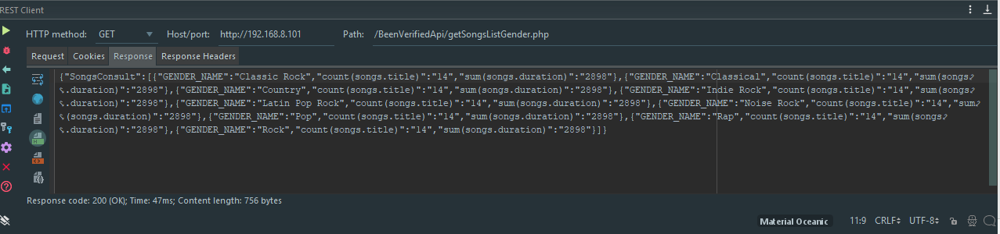 REST Client
HTTP method: GET Host/port: http://192.168.8.101 Path: /BeenVerifiedApi/getSongsListGender.php
Request Cookies Response Response Headers
{"SongsConsult":[{"GENDER_NAME":"Classic Rock","count(songs.title)":"14","sum(songs.duration)":"2898"},{"GENDER_NAME":"Classical","count(songs.title)":"14","sum(songs
.duration)":"2898"},{"GENDER_NAME":"Country","count(songs.title)":"14","sum(songs.duration)":"2898"},{"GENDER_NAME":"Indie Rock","count(songs.title)":"14","sum(songs
.duration)":"2898"},{"GENDER_NAME":"Latin Pop Rock","count(songs.title)":"14","sum(songs.duration)":"2898"},{"GENDER_NAME":"Noise Rock","count(songs.title)":"14","sum
(songs.duration)":"2898"},{"GENDER_NAME":"Pop","count(songs.title)":"14","sum(songs.duration)":"2898"},{"GENDER_NAME":"Rap","count(songs.title)":"14","sum(songs
.duration)":"2898"},{"GENDER_NAME":"Rock","count(songs.title)":"14","sum(songs.duration)":"2898"}]}
Response code: 200 (OK); Time: 47ms; Content length: 756 bytes
Material Oceanic 11:9 CRLF UTF-8